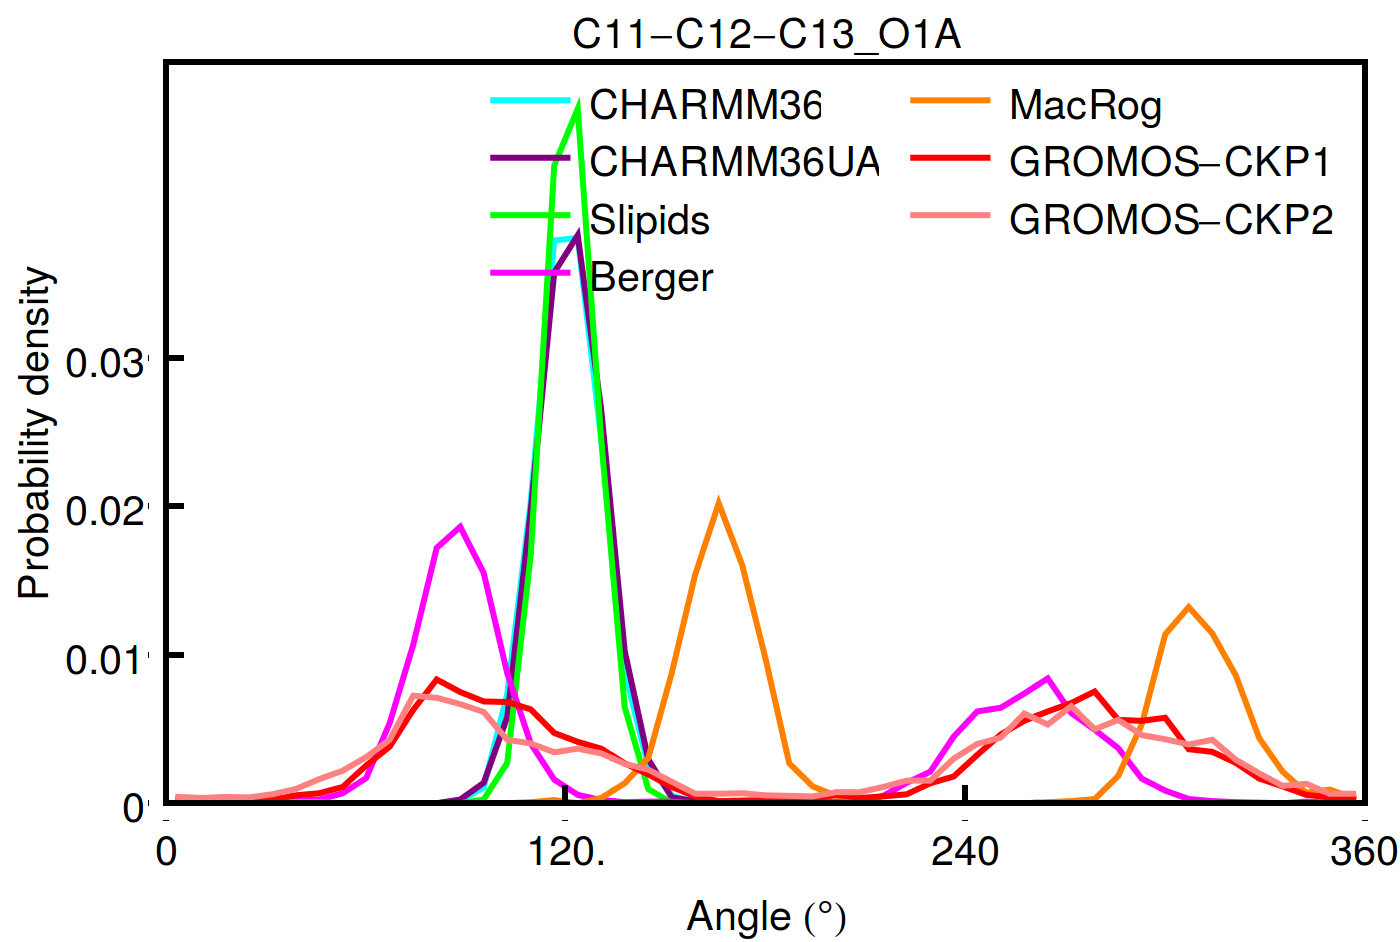 C11−C12−C13_O1A
CHARMM36
CHARMM36UA
Slipids
Berger
MacRog
GROMOS−CKP1
GROMOS−CKP2
Probability density
0.03
0.02
0.01
0
0 120. 240 360
Angle (°)